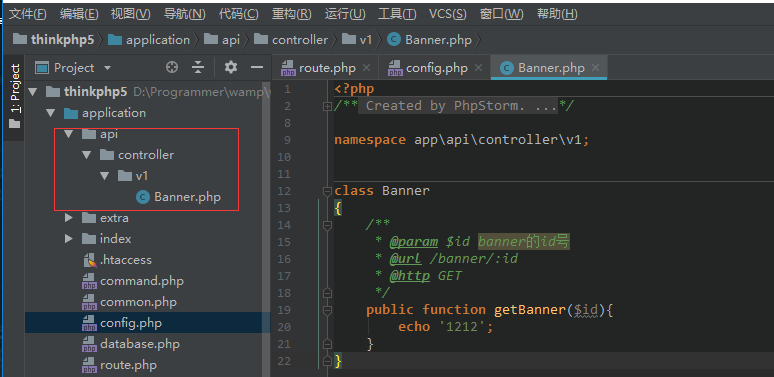 文件(F) 编辑(E) 视图(V) 导航(N) 代码(C) 重构(R) 运行(U) 工具(T) VCS(S) 窗口(W) 帮助(H)
thinkphp5 application api controller v1 Banner.php
1: Project
Project
thinkphp5 D:\Programmer\wamp\
application
api
controller
v1
Banner.php
extra
index
.htaccess
command.php
common.php
config.php
database.php
route.php
route.php config.php Banner.php
1 <?php
2 /** Created by PhpStorm. ...*/
8
9 namespace app\api\controller\v1;
10
11
12 class Banner
13 {
14 /**
15 * @param $id banner的id号
16 * @url /banner/:id
17 * @http GET
18 */
19 public function getBanner($id){
20 echo '1212';
21 }
22 }